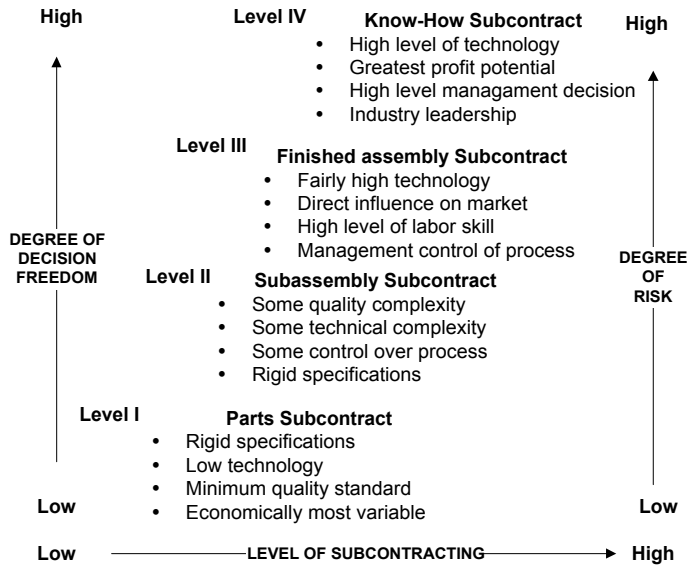 High
Level IV
Know-How Subcontract
High
• High level of technology
• Greatest profit potential
• High level managament decision
• Industry leadership
Level III
Finished assembly Subcontract
• Fairly high technology
• Direct influence on market
• High level of labor skill
• Management control of process
DEGREE OF
DECISION
FREEDOM
DEGREE
OF
RISK
Level II
Subassembly Subcontract
• Some quality complexity
• Some technical complexity
• Some control over process
• Rigid specifications
Level I
Parts Subcontract
• Rigid specifications
• Low technology
• Minimum quality standard
• Economically most variable
Low
Low
Low
LEVEL OF SUBCONTRACTING
High